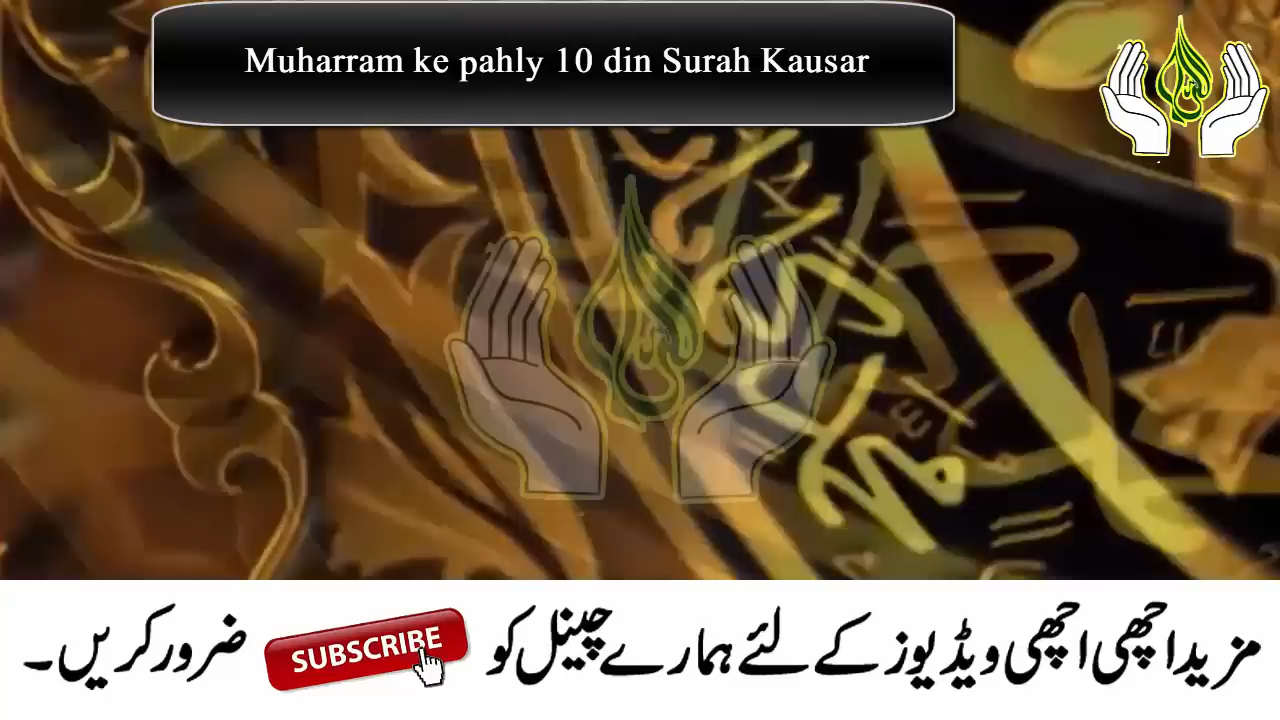 Muharram ke pahly 10 din Surah Kausar
مزید اچھی اچھی ویڈیوز کے لئے ہمارے چینل کو SUBSCRIBE ضرور کریں۔